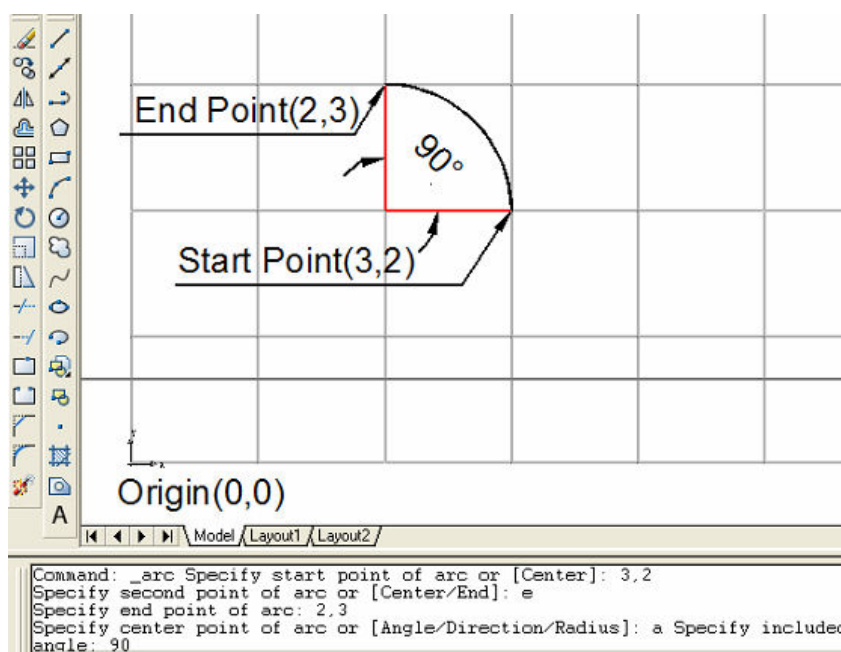 End Point(2,3)
90°
Start Point(3,2)
Origin(0,0)
A
Model Layout1 Layout2
Command: _arc Specify start point of arc or [Center]: 3,2
Specify second point of arc or [Center/End]: e
Specify end point of arc: 2,3
Specify center point of arc or [Angle/Direction/Radius]: a Specify included
angle: 90